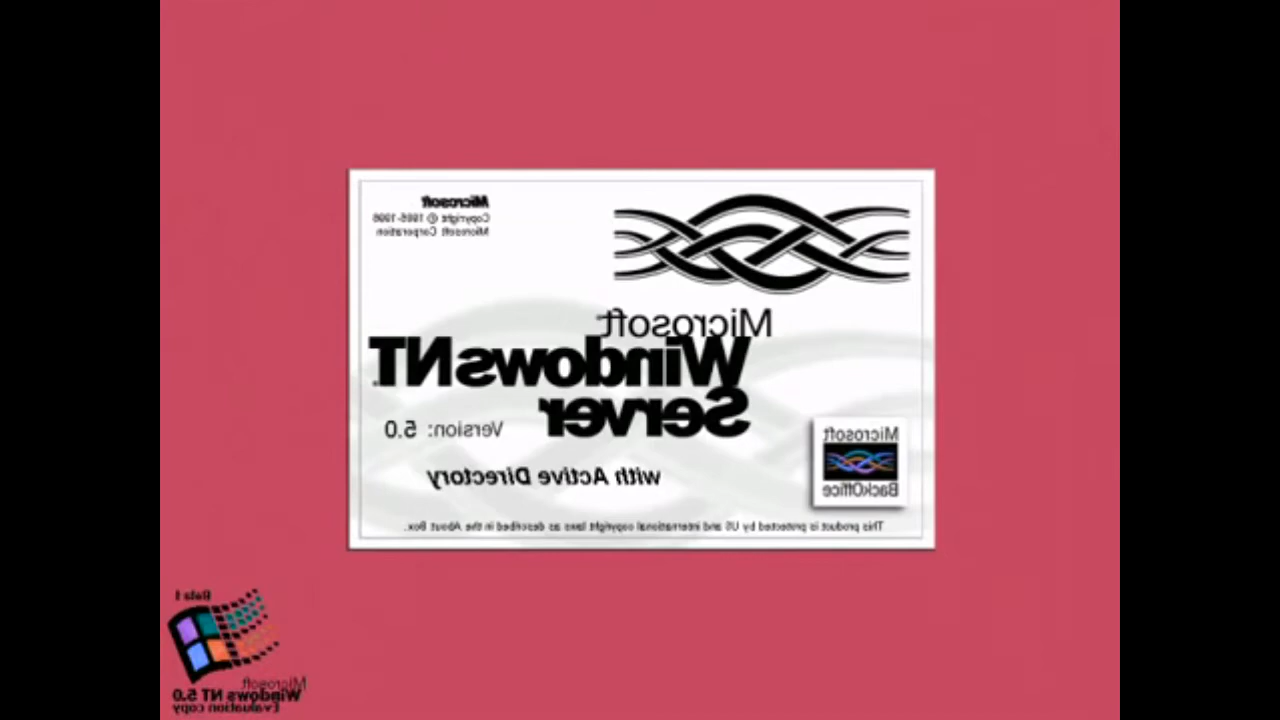 Microsoft
Copyright © 1985-1996
Microsoft Corporation
Microsoft
WindowsNT
Server
Version: 5.0
with Active Directory
Microsoft
BackOffice
This product is protected by US and international copyright laws as described in the About Box.
Beta 1
Microsoft
Windows NT 5.0
Evaluation copy